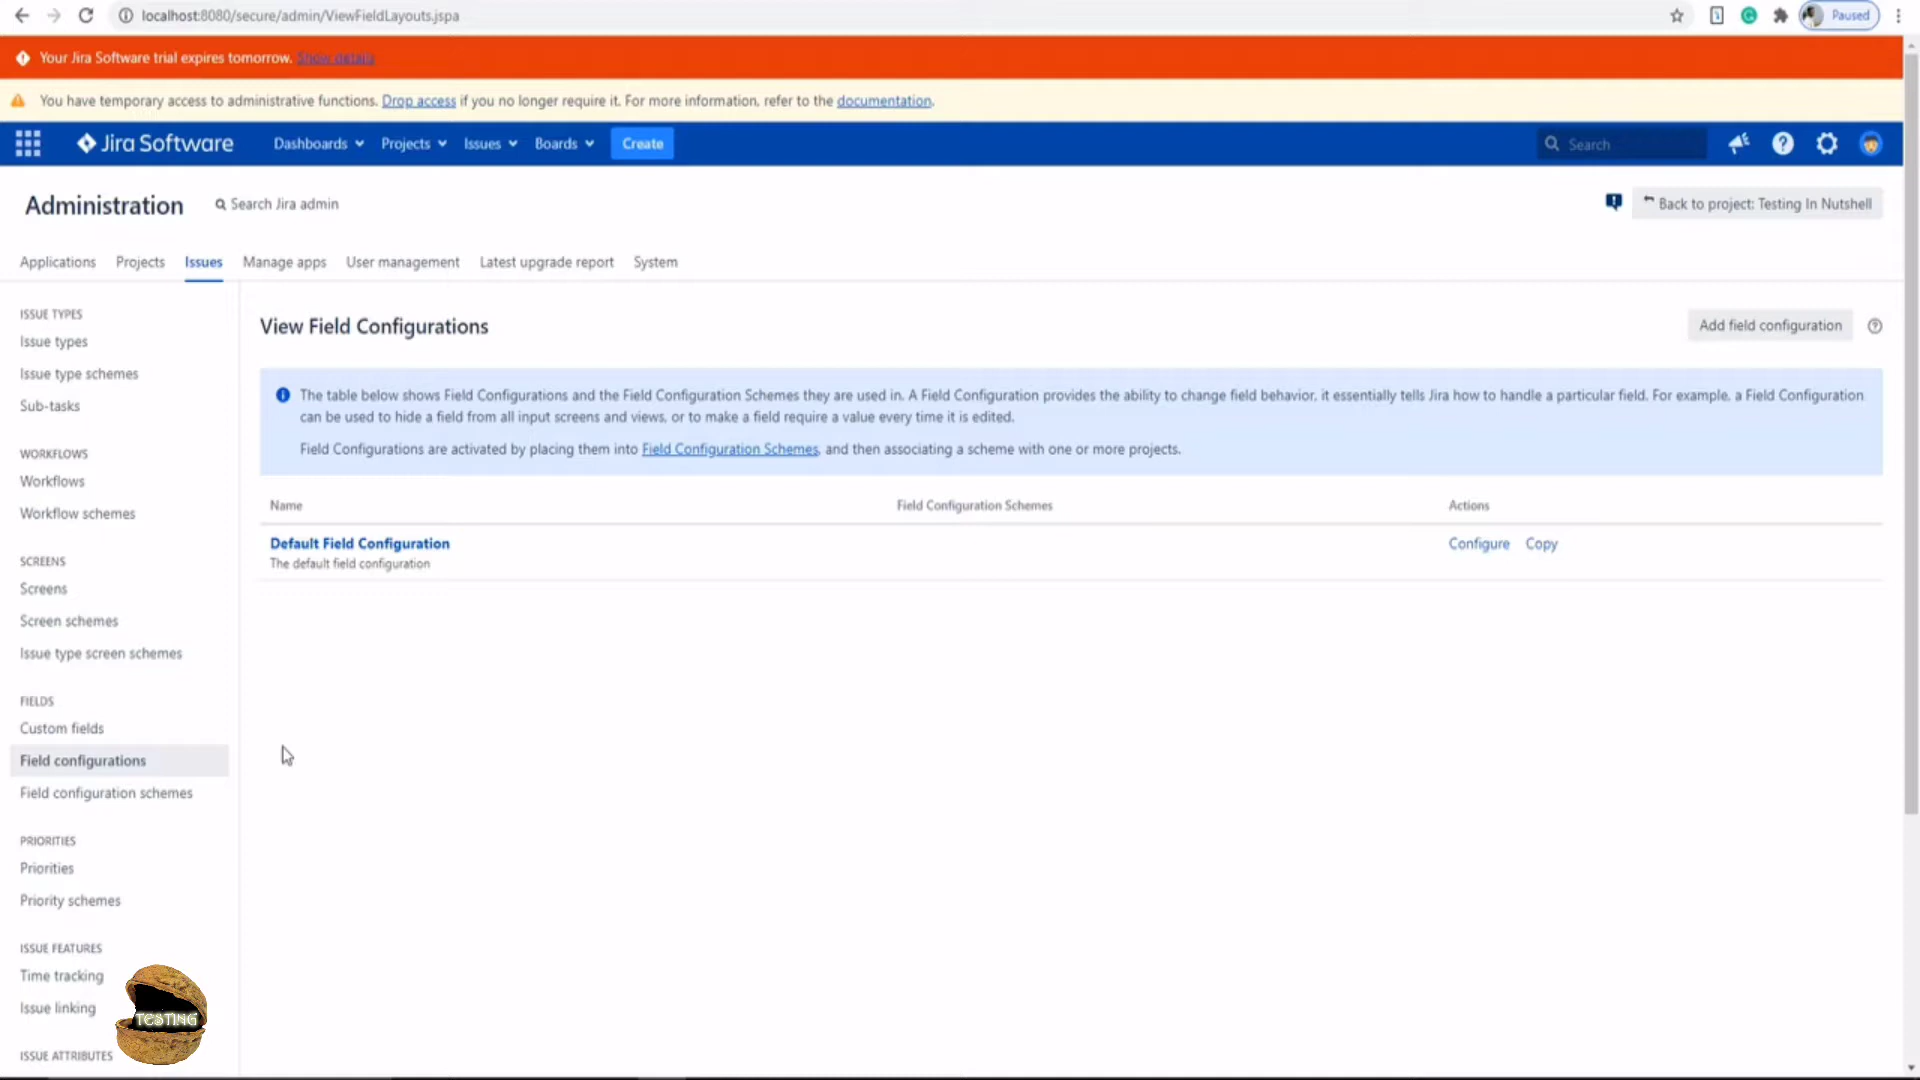 localhost:8080/secure/admin/ViewFieldLayouts.jspa
Paused
Your Jira Software trial expires tomorrow. Show details
You have temporary access to administrative functions. Drop access if you no longer require it. For more information, refer to the documentation.
Jira Software
Dashboards
Projects
Issues
Boards
Create
Search
Administration
Search Jira admin
Back to project: Testing In Nutshell
Applications
Projects
Issues
Manage apps
User management
Latest upgrade report
System
ISSUE TYPES
Issue types
Issue type schemes
Sub-tasks
WORKFLOWS
Workflows
Workflow schemes
SCREENS
Screens
Screen schemes
Issue type screen schemes
FIELDS
Custom fields
Field configurations
Field configuration schemes
PRIORITIES
Priorities
Priority schemes
ISSUE FEATURES
Time tracking
Issue linking
ISSUE ATTRIBUTES
TESTING
View Field Configurations
Add field configuration
The table below shows Field Configurations and the Field Configuration Schemes they are used in. A Field Configuration provides the ability to change field behavior, it essentially tells Jira how to handle a particular field. For example, a Field Configuration
can be used to hide a field from all input screens and views, or to make a field require a value every time it is edited.
Field Configurations are activated by placing them into Field Configuration Schemes, and then associating a scheme with one or more projects.
Name
Field Configuration Schemes
Actions
Default Field Configuration
The default field configuration
Configure
Copy